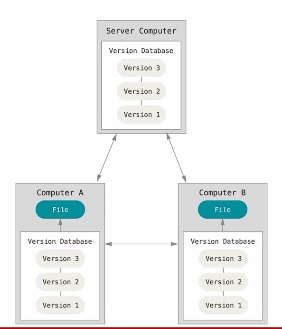 Server Computer
Version Database
Version 3
Version 2
Version 1
Computer A
File
Version Database
Version 3
Version 2
Version 1
Computer B
File
Version Database
Version 3
Version 2
Version 1